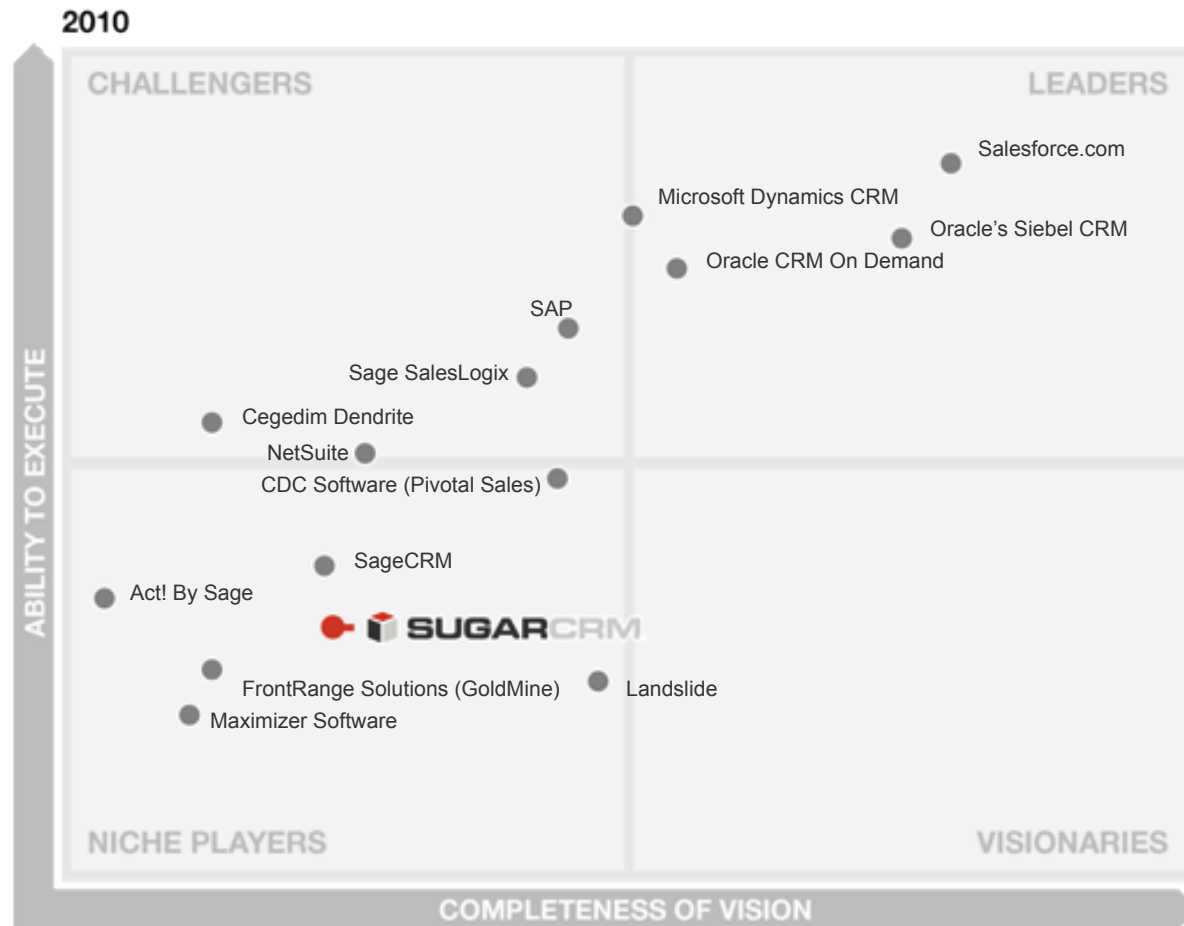 2010
CHALLENGERS
LEADERS
Salesforce.com
Microsoft Dynamics CRM
Oracle’s Siebel CRM
Oracle CRM On Demand
SAP
Sage SalesLogix
Cegedim Dendrite
NetSuite
CDC Software (Pivotal Sales)
SageCRM
Act! By Sage
SUGARCRM
FrontRange Solutions (GoldMine)
Landslide
Maximizer Software
NICHE PLAYERS
VISIONARIES
ABILITY TO EXECUTE
COMPLETENESS OF VISION